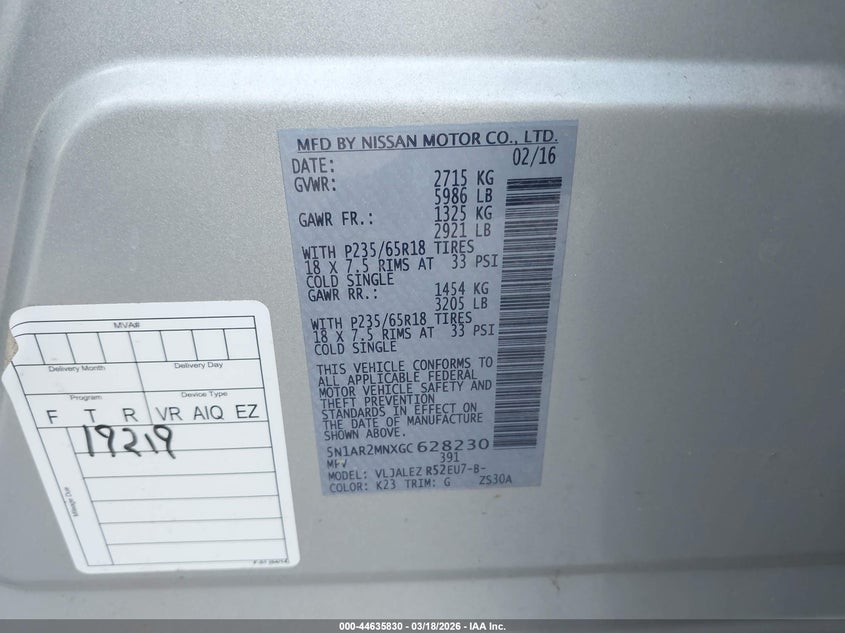 MFD BY NISSAN MOTOR CO., LTD.
DATE: 02/16
GVWR: 2715 KG
5986 LB
GAWR FR.: 1325 KG
2921 LB
WITH P235/65R18 TIRES
18 X 7.5 RIMS AT 33 PSI
COLD SINGLE
GAWR RR.: 1454 KG
3205 LB
WITH P235/65R18 TIRES
18 X 7.5 RIMS AT 33 PSI
COLD SINGLE
THIS VEHICLE CONFORMS TO
ALL APPLICABLE FEDERAL
MOTOR VEHICLE SAFETY AND
THEFT PREVENTION
STANDARDS IN EFFECT ON
THE DATE OF MANUFACTURE
SHOWN ABOVE.
5N1AR2MNXGC628230
MPV 391
MODEL: VLJALEZ R52EU7-B-
COLOR: K23 TRIM: G ZS30A
MVA#
Delivery Month Delivery Day
Program Device Type
F T R VR AIQ EZ
19219
Mileage Due
000-44635830 - 03/18/2026 - IAA Inc.